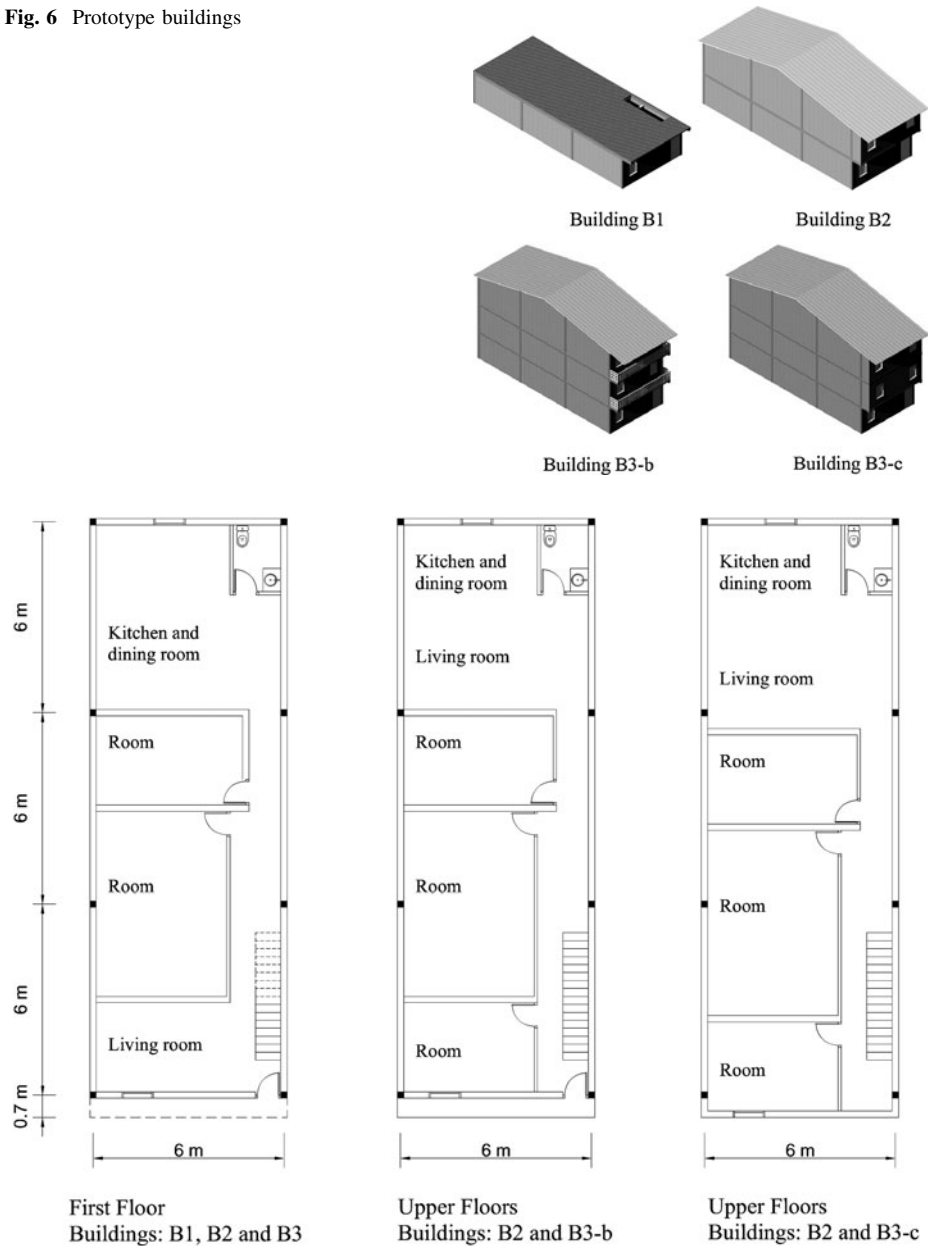 Fig. 6 Prototype buildings
Building B1
Building B2
Building B3-b
Building B3-c
6 m
6 m
6 m
0.7 m
Kitchen and
dining room
Room
Room
Living room
6 m
First Floor
Buildings: B1, B2 and B3
Kitchen and
dining room
Living room
Room
Room
Room
6 m
Upper Floors
Buildings: B2 and B3-b
Kitchen and
dining room
Living room
Room
Room
Room
6 m
Upper Floors
Buildings: B2 and B3-c